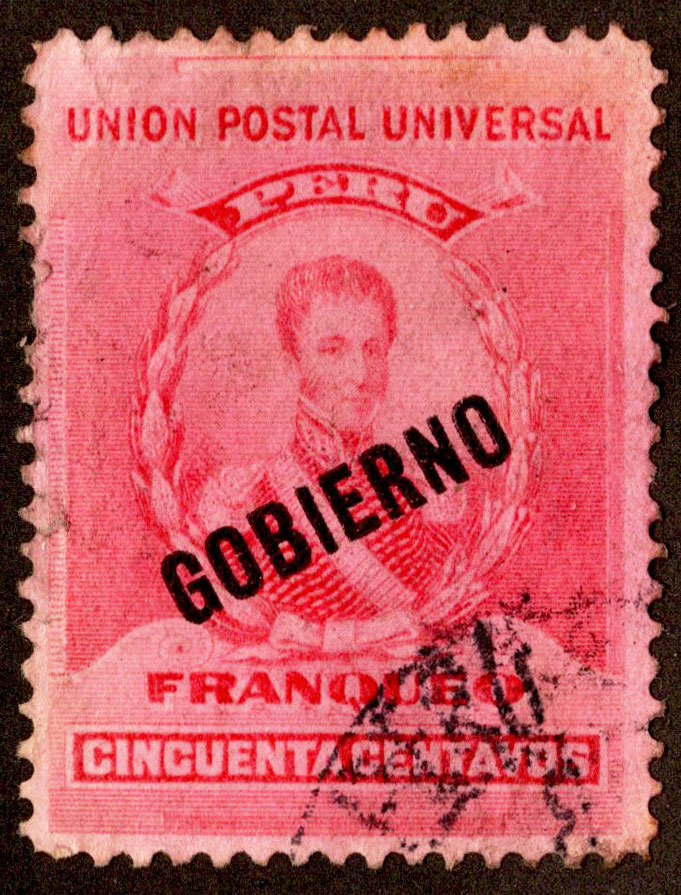 UNION POSTAL UNIVERSAL
PERU
GOBIERNO
FRANQUEO
CINCUENTA CENTAVOS